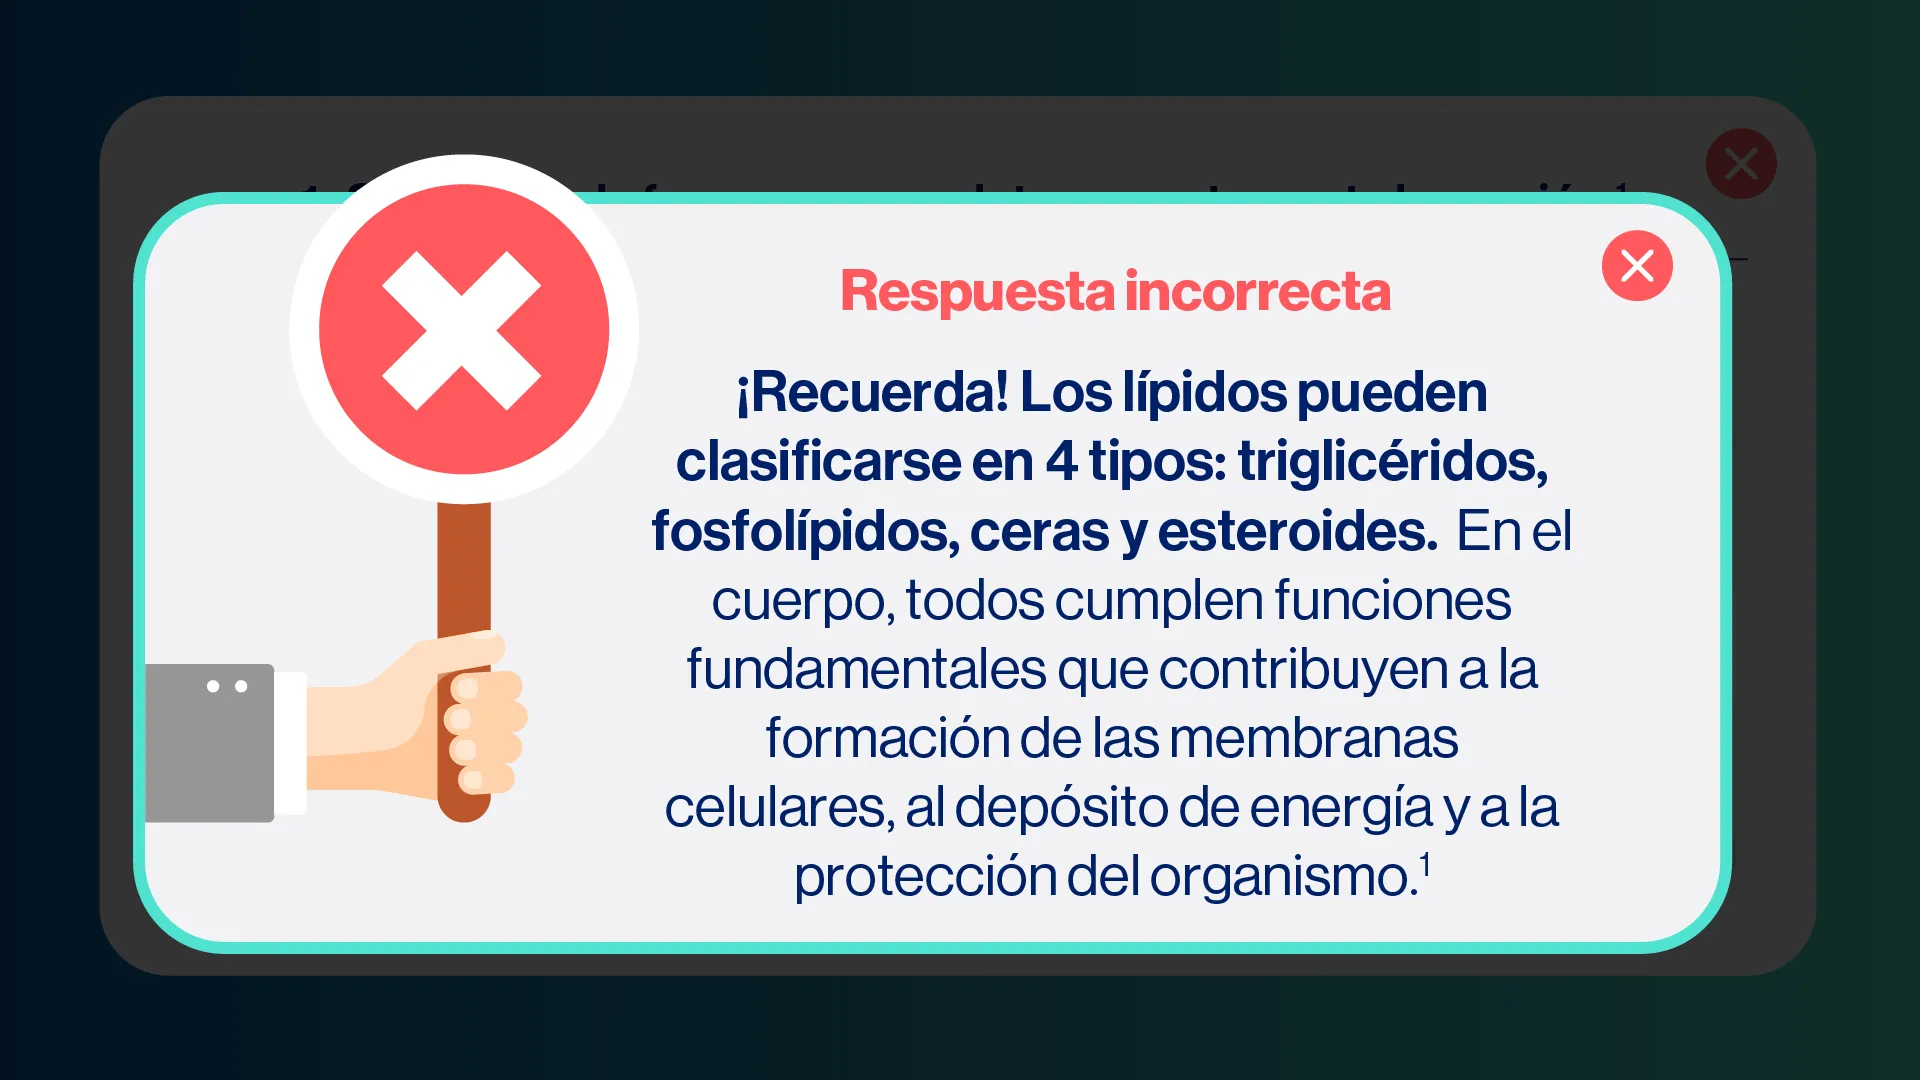 Respuesta incorrecta
¡Recuerda! Los lípidos pueden
clasificarse en 4 tipos: triglicéridos,
fosfolípidos, ceras y esteroides. En el
cuerpo, todos cumplen funciones
fundamentales que contribuyen a la
formación de las membranas
celulares, al depósito de energía y a la
protección del organismo.¹